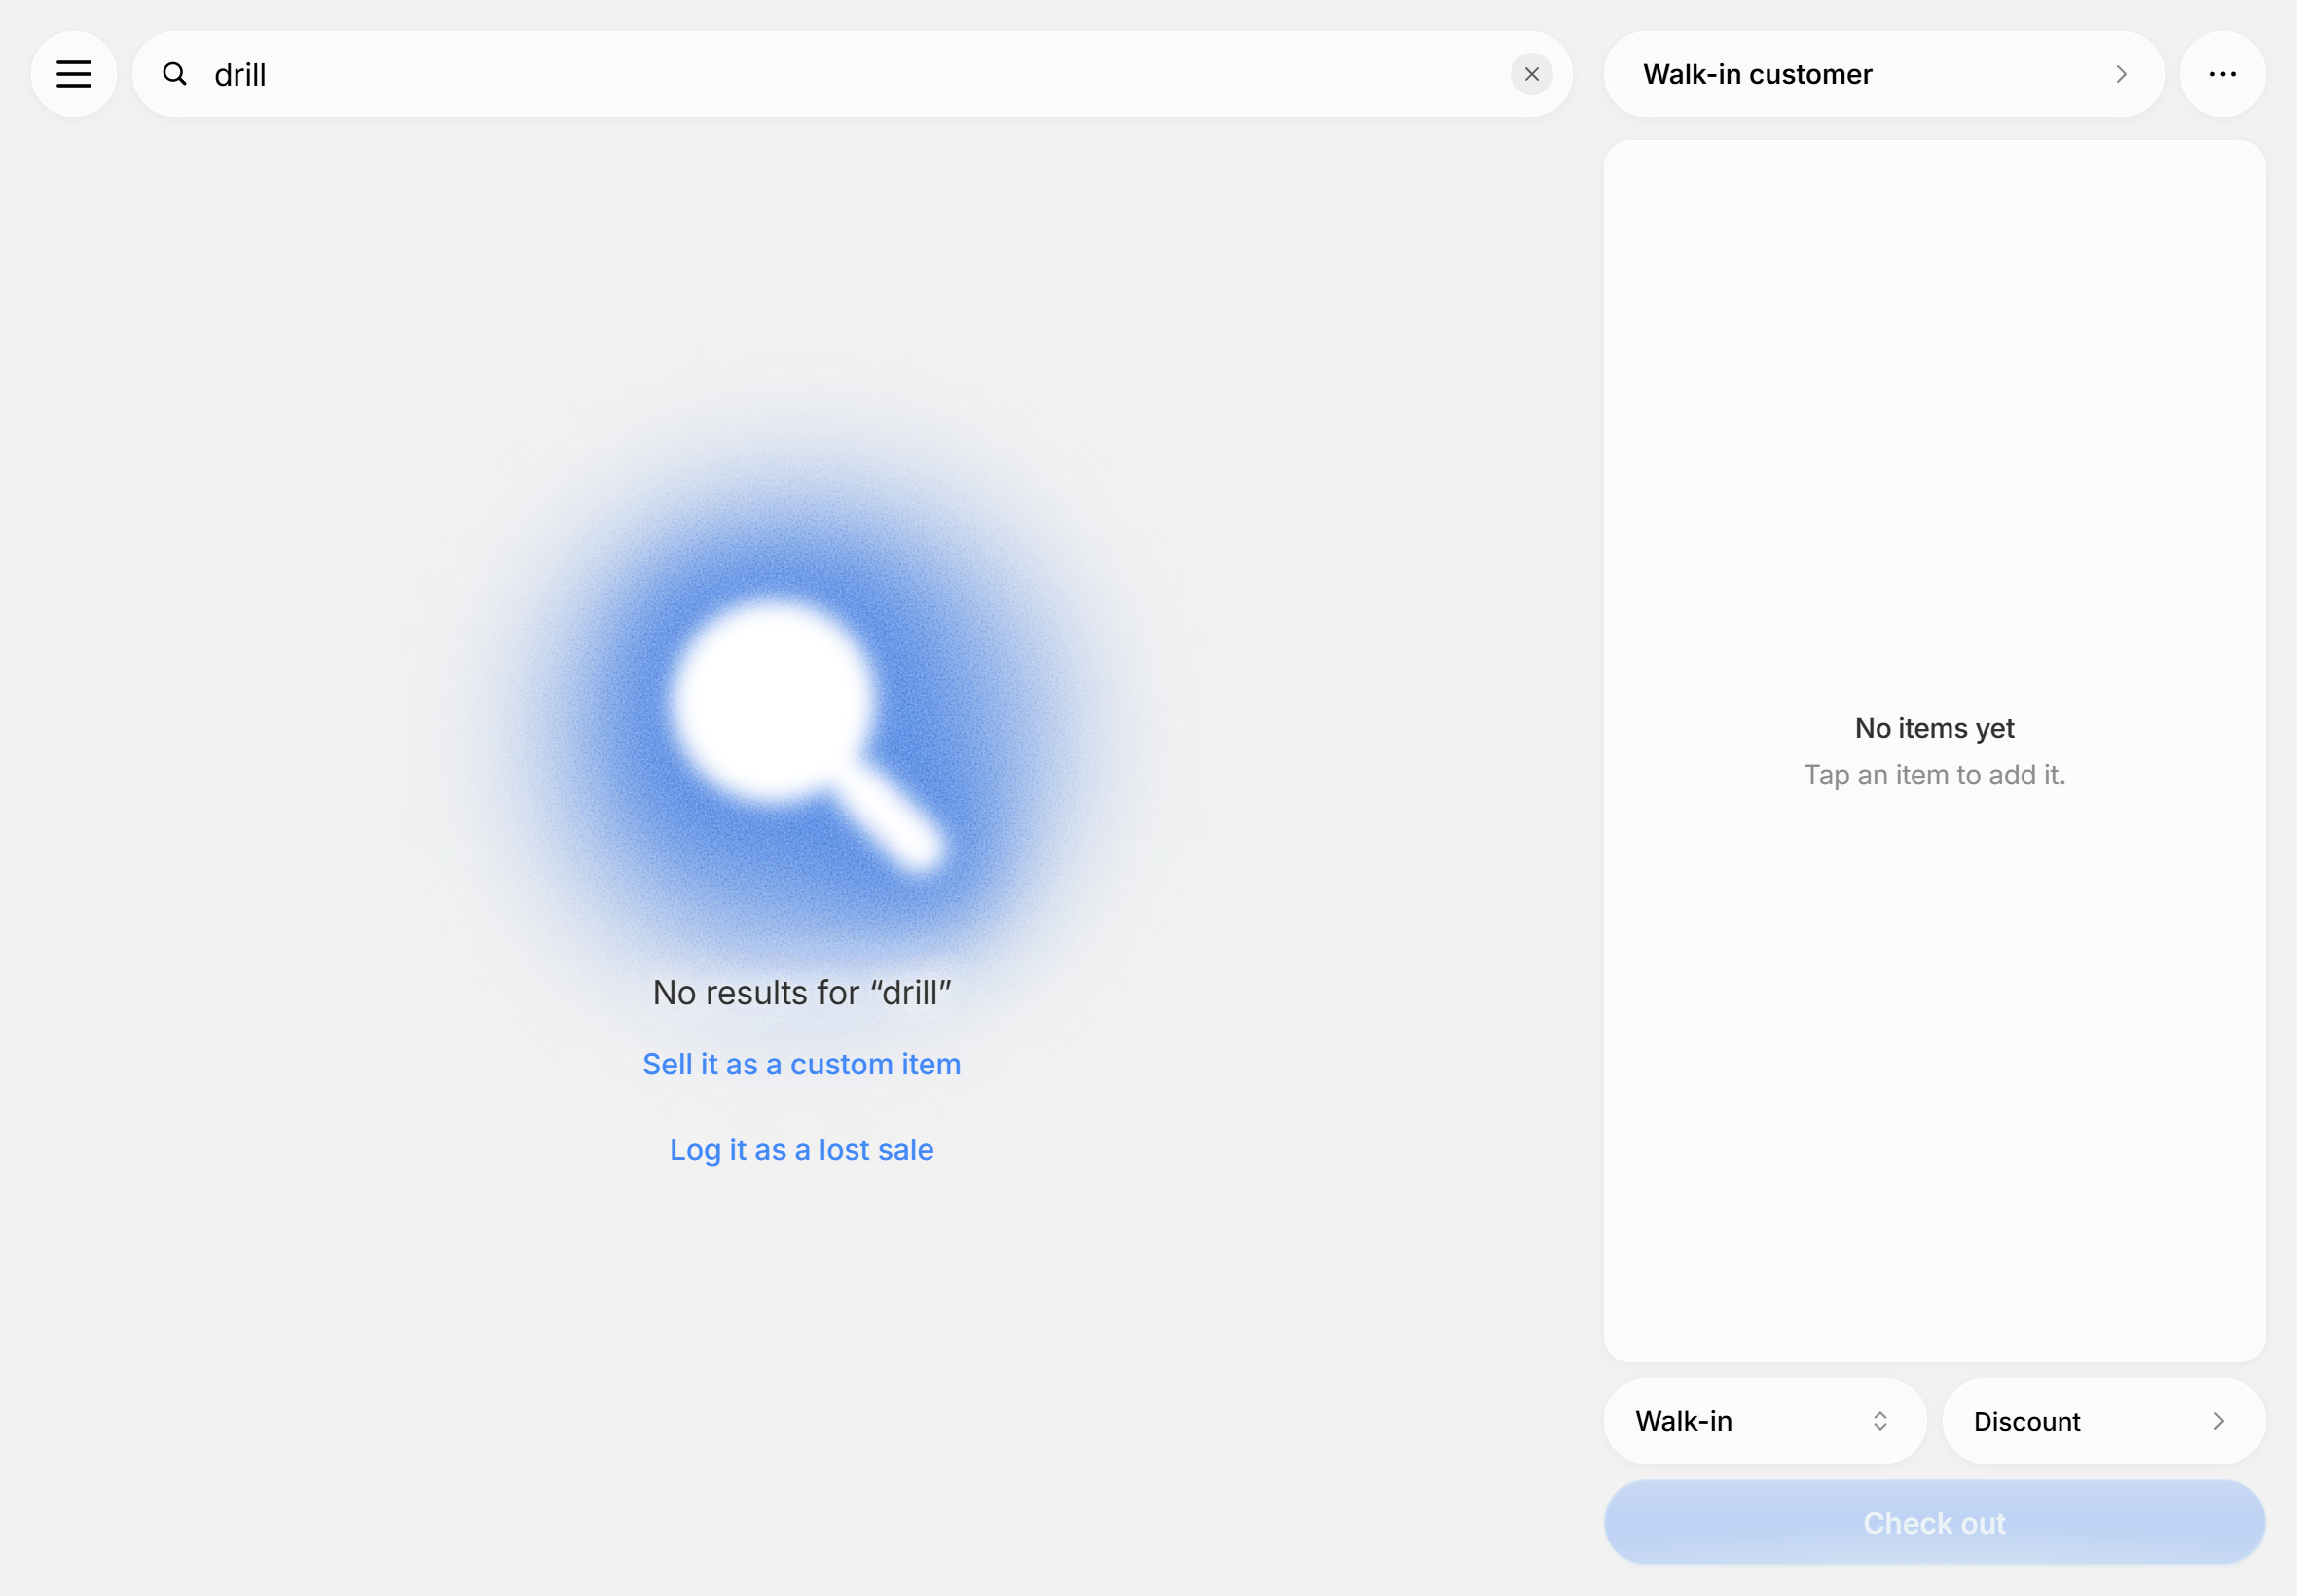 drill
Walk-in customer
No results for “drill”
Sell it as a custom item
Log it as a lost sale
No items yet
Tap an item to add it.
Walk-in
Discount
Check out